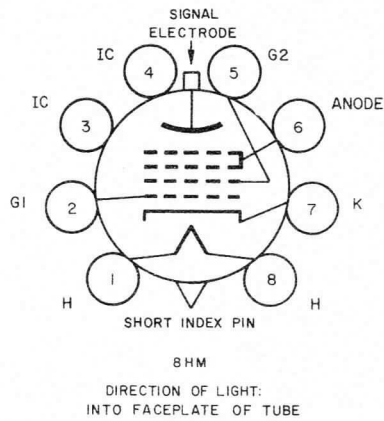 SIGNAL
ELECTRODE
IC
4
5
G2
IC
3
6
ANODE
G1
2
7
K
1
8
H
H
SHORT INDEX PIN
8HM
DIRECTION OF LIGHT:
INTO FACEPLATE OF TUBE